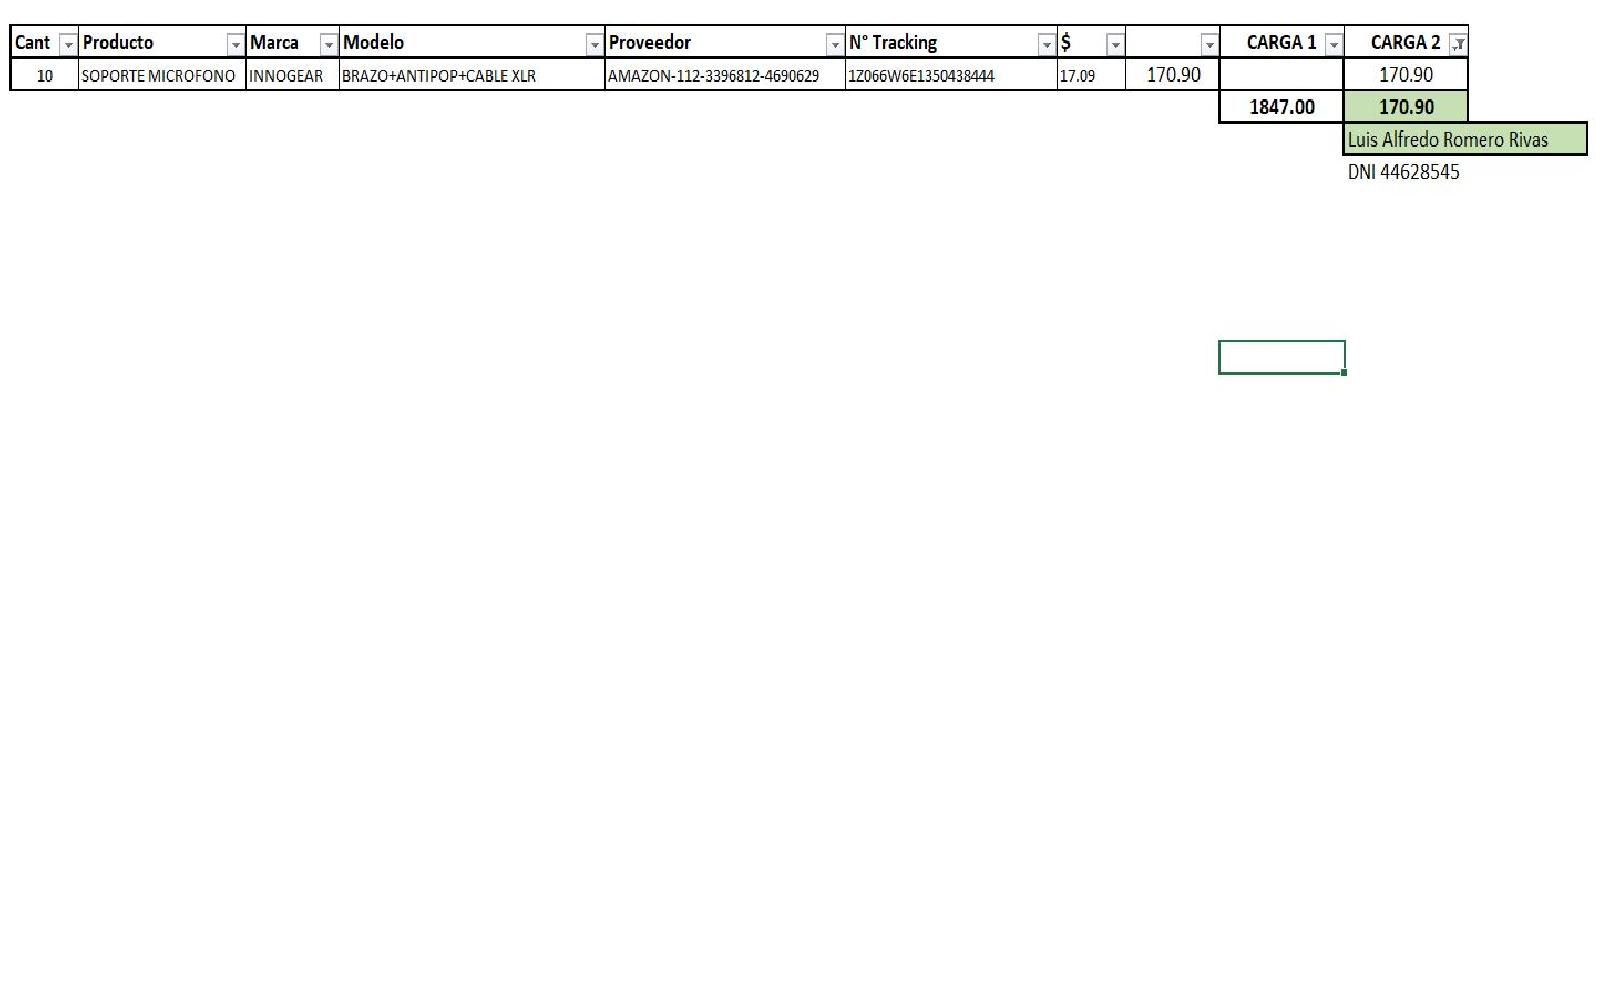 Cant Producto Marca Modelo Proveedor N° Tracking $ CARGA 1 CARGA 2
10 SOPORTE MICROFONO INNOGEAR BRAZO+ANTIPOP+CABLE XLR AMAZON-112-3396812-4690629 1Z066W6E1350438444 17.09 170.90 170.90
1847.00 170.90
Luis Alfredo Romero Rivas
DNI 44628545